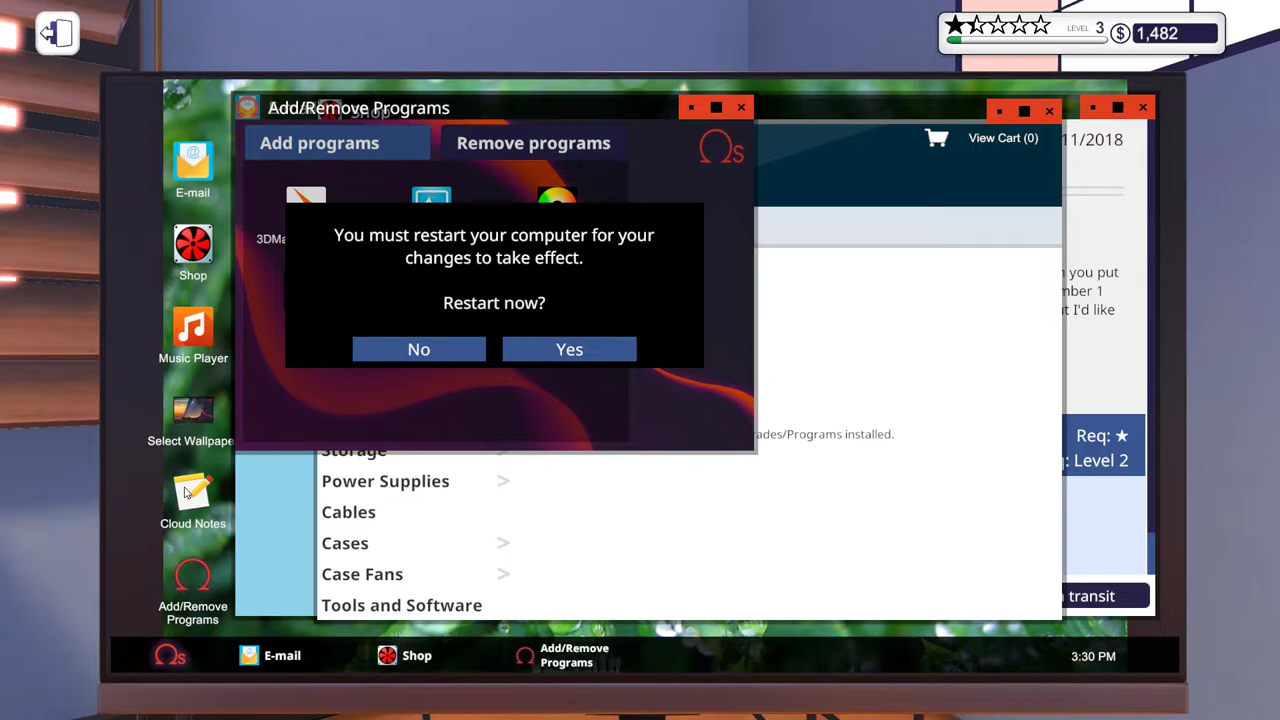 LEVEL 3
$ 1,482
Add/Remove Programs
Add programs
Remove programs
Ωs
View Cart (0)
11/2018
E-mail
3DMa
You must restart your computer for your
changes to take effect.
Restart now?
No
Yes
Shop
you put
mber 1
t I'd like
Music Player
Select Wallpape
ades/Programs installed.
Req: ★
: Level 2
Storage >
Power Supplies >
Cables
Cloud Notes
Cases >
Case Fans >
Tools and Software
transit
Add/Remove
Programs
Ωs
E-mail
Shop
Add/Remove
Programs
3:30 PM